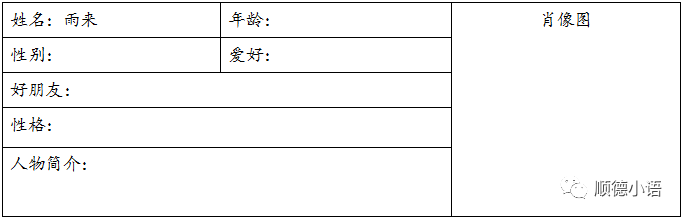 姓名：雨来 年龄： 肖像图
性别： 爱好：
好朋友：
性格：
人物简介：
顺德小语